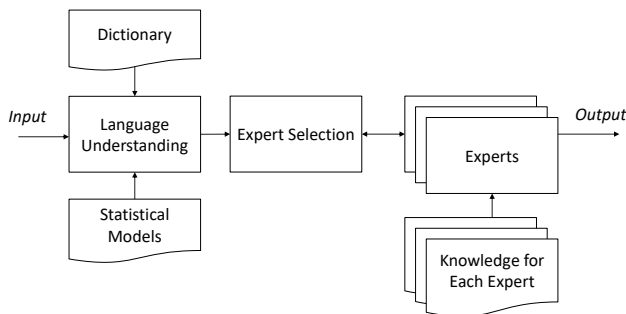 Dictionary
Input
Language
Understanding
Expert Selection
Experts
Output
Statistical
Models
Knowledge for
Each Expert